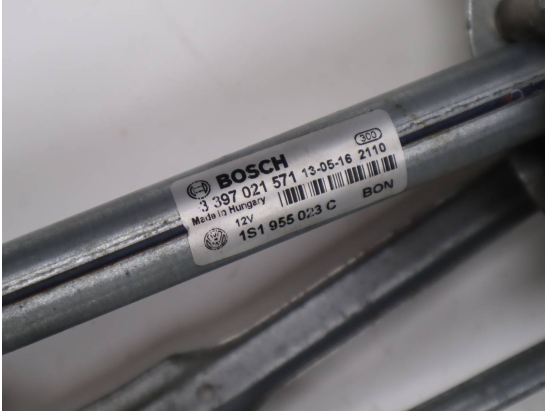 BOSCH 300
3 397 021 571 13-05-16 2110
Made in Hungary
12V BON
1S1 955 023 C